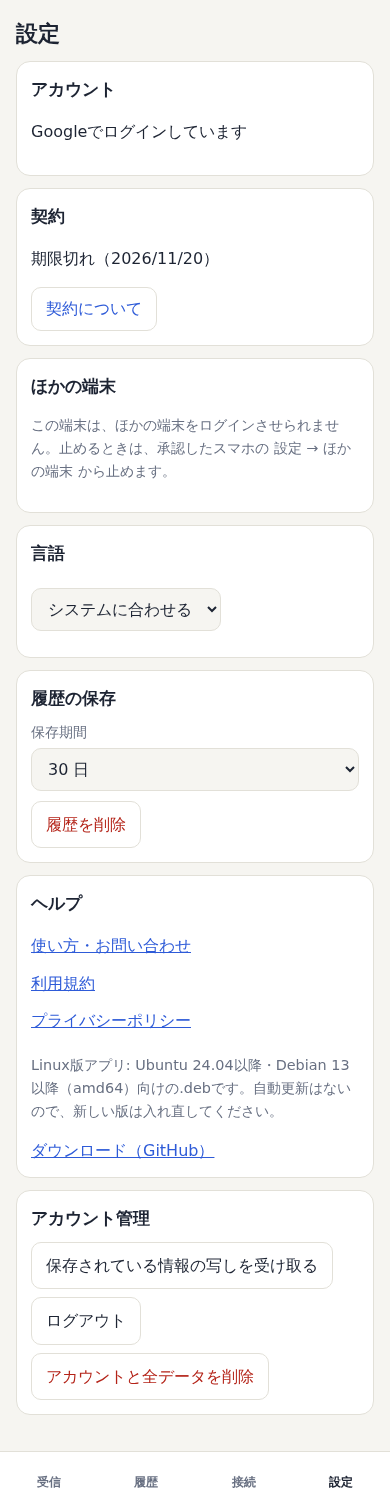 設定
アカウント
Googleでログインしています
契約
期限切れ（2026/11/20）
契約について
ほかの端末
この端末は、ほかの端末をログインさせられませ
ん。止めるときは、承認したスマホの 設定 → ほか
の端末 から止めます。
言語
システムに合わせる
履歴の保存
保存期間
30 日
履歴を削除
ヘルプ
使い方・お問い合わせ
利用規約
プライバシーポリシー
Linux版アプリ: Ubuntu 24.04以降・Debian 13
以降（amd64）向けの.debです。自動更新はない
ので、新しい版は入れ直してください。
ダウンロード（GitHub）
アカウント管理
保存されている情報の写しを受け取る
ログアウト
アカウントと全データを削除
受信 履歴 接続 設定